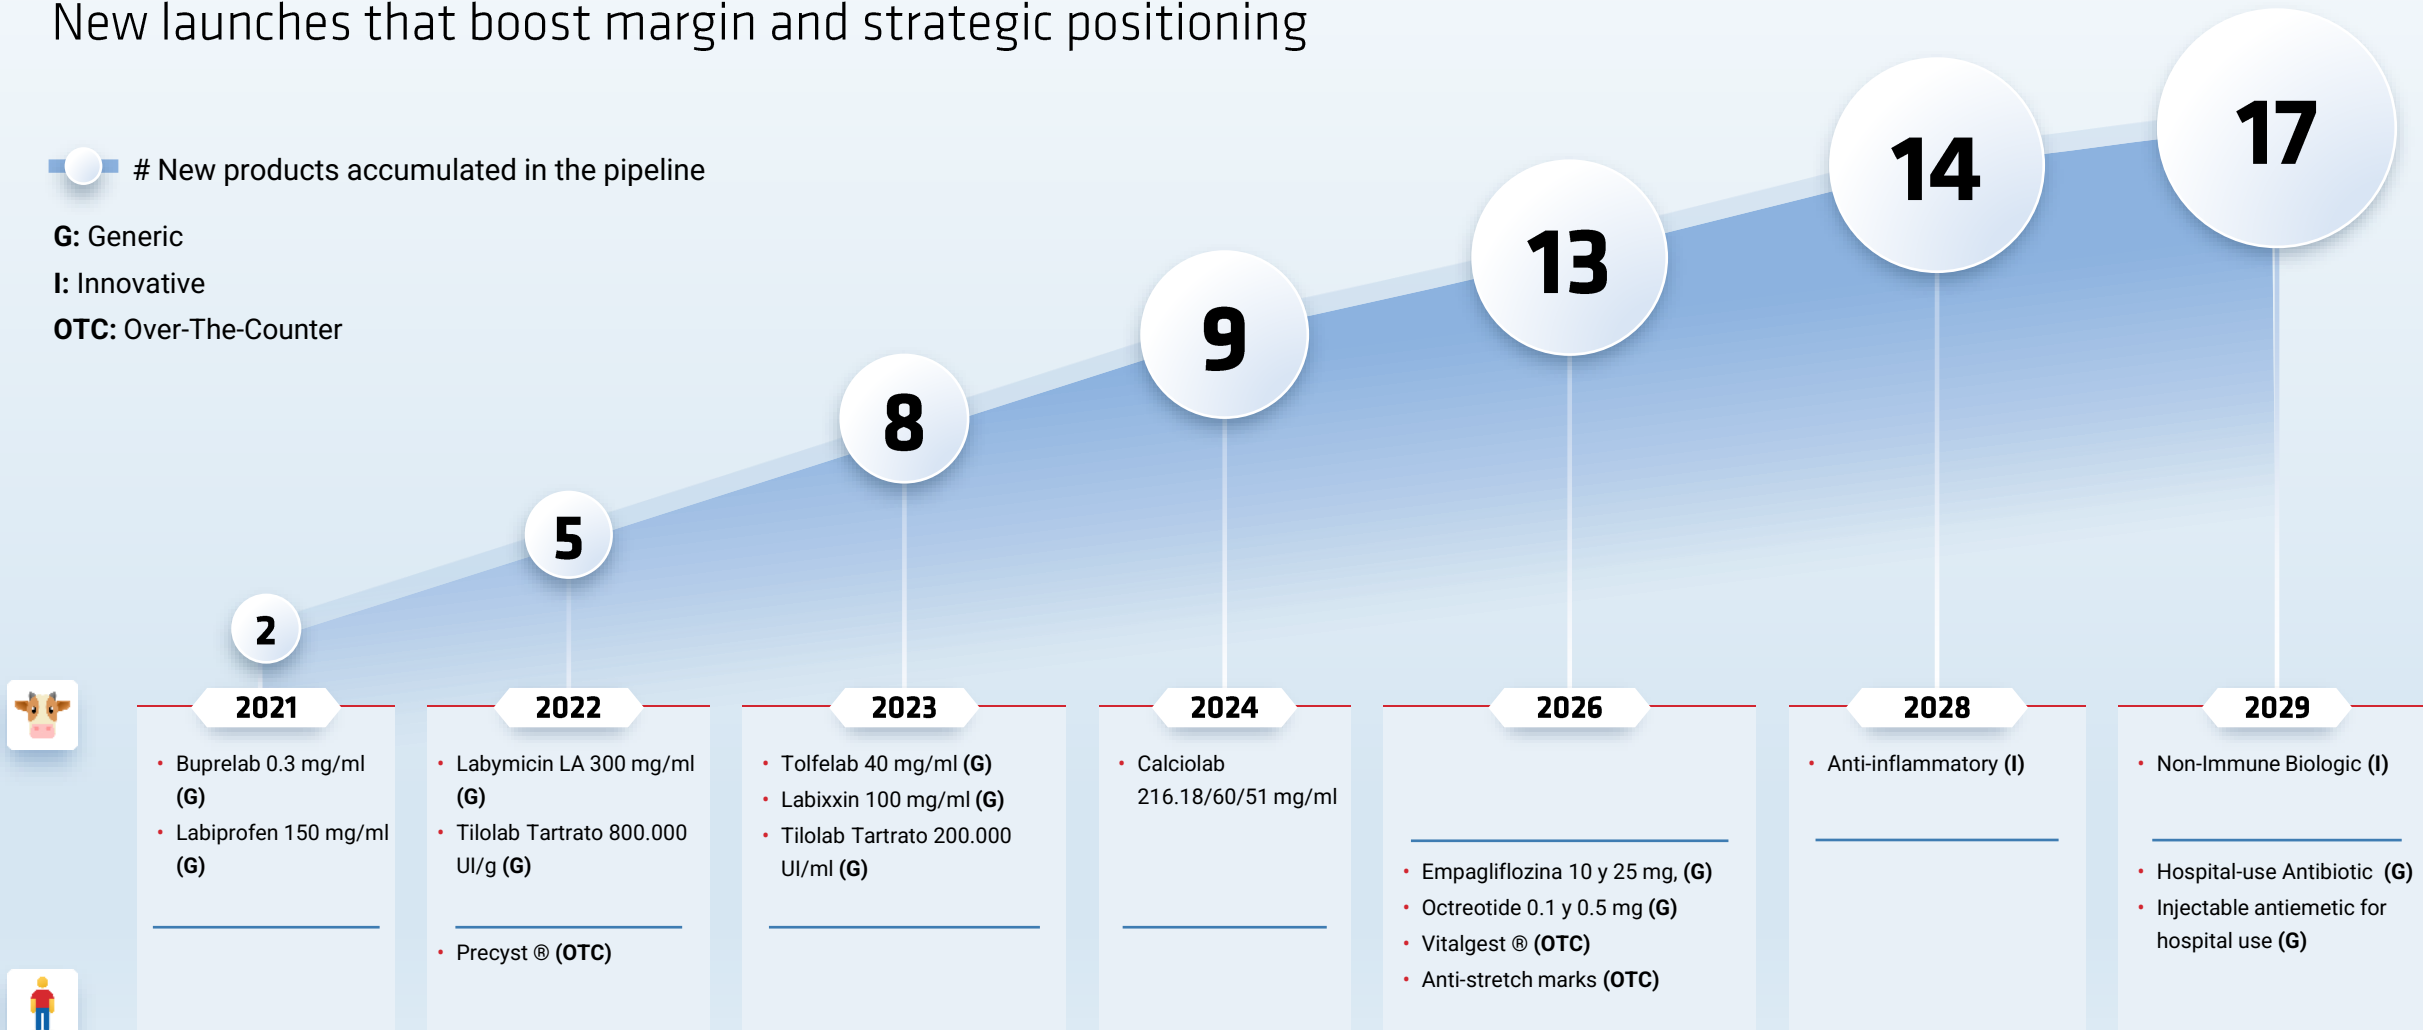 New launches that boost margin and strategic positioning
# New products accumulated in the pipeline
G: Generic
I: Innovative
OTC: Over-The-Counter
2
5
8
9
13
14
17
2021
• Buprelab 0.3 mg/ml
(G)
• Labiprofen 150 mg/ml
(G)
2022
• Labymicin LA 300 mg/ml
(G)
• Tilolab Tartrato 800.000
UI/g (G)
• Precyst ® (OTC)
2023
• Tolfelab 40 mg/ml (G)
• Labixxin 100 mg/ml (G)
• Tilolab Tartrato 200.000
UI/ml (G)
2024
• Calciolab
216.18/60/51 mg/ml
2026
• Empagliflozina 10 y 25 mg, (G)
• Octreotide 0.1 y 0.5 mg (G)
• Vitalgest ® (OTC)
• Anti-stretch marks (OTC)
2028
• Anti-inflammatory (I)
2029
• Non-Immune Biologic (I)
• Hospital-use Antibiotic (G)
• Injectable antiemetic for
hospital use (G)